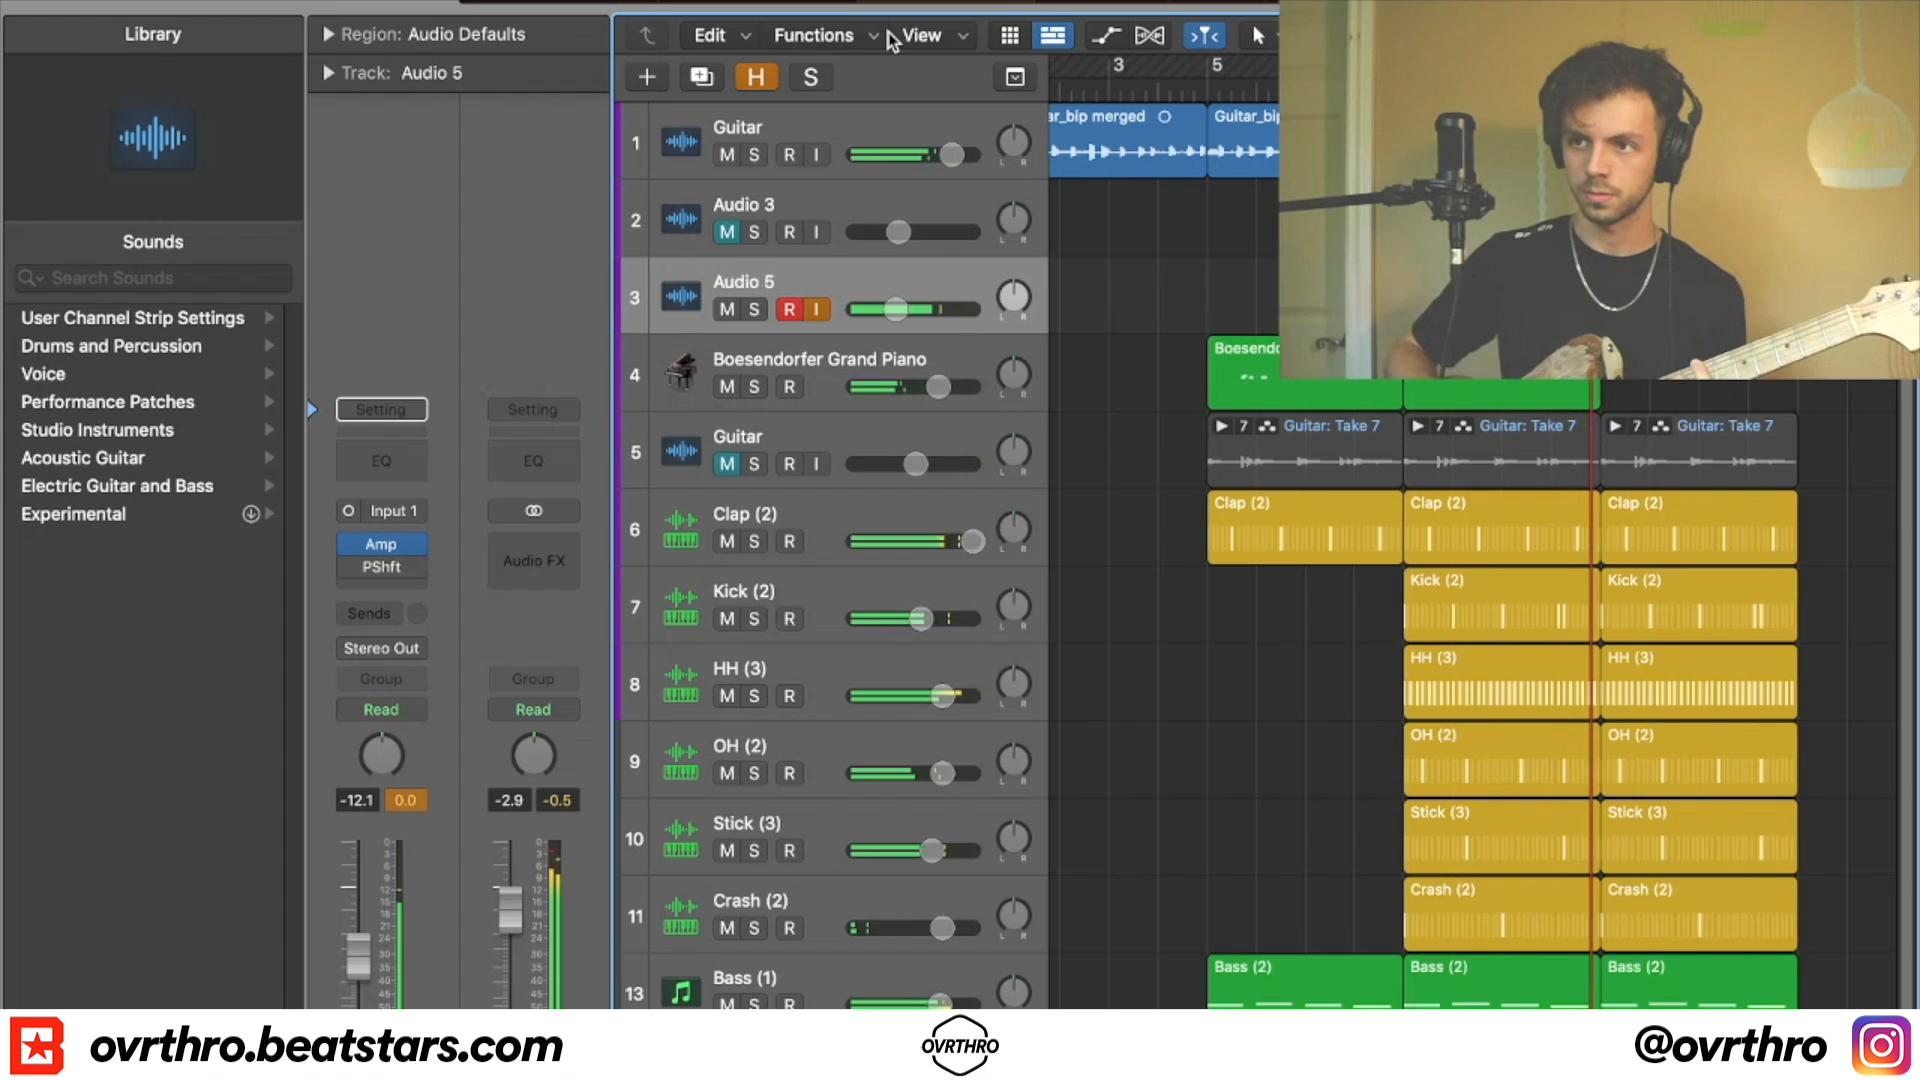 Library
Region: Audio Defaults
Track: Audio 5
Edit
Functions
View
H
S
3
5
Sounds
Search Sounds
User Channel Strip Settings
Drums and Percussion
Voice
Performance Patches
Studio Instruments
Acoustic Guitar
Electric Guitar and Bass
Experimental
Setting
Setting
EQ
EQ
Input 1
Amp
PShft
Audio FX
Sends
Stereo Out
Group
Group
Read
Read
-12.1
0.0
-2.9
-0.5
1
Guitar
M S R I
ar_bip merged
Guitar_bip
2
Audio 3
M S R I
3
Audio 5
M S R I
4
Boesendorfer Grand Piano
M S R
Boesendo
5
Guitar
M S R I
7 Guitar: Take 7
7 Guitar: Take 7
7 Guitar: Take 7
6
Clap (2)
M S R
Clap (2)
Clap (2)
Clap (2)
7
Kick (2)
M S R
Kick (2)
Kick (2)
8
HH (3)
M S R
HH (3)
HH (3)
9
OH (2)
M S R
OH (2)
OH (2)
10
Stick (3)
M S R
Stick (3)
Stick (3)
11
Crash (2)
M S R
Crash (2)
Crash (2)
13
Bass (1)
M S R
Bass (2)
Bass (2)
Bass (2)
ovrthro.beatstars.com
OVRTHRO
@ovrthro